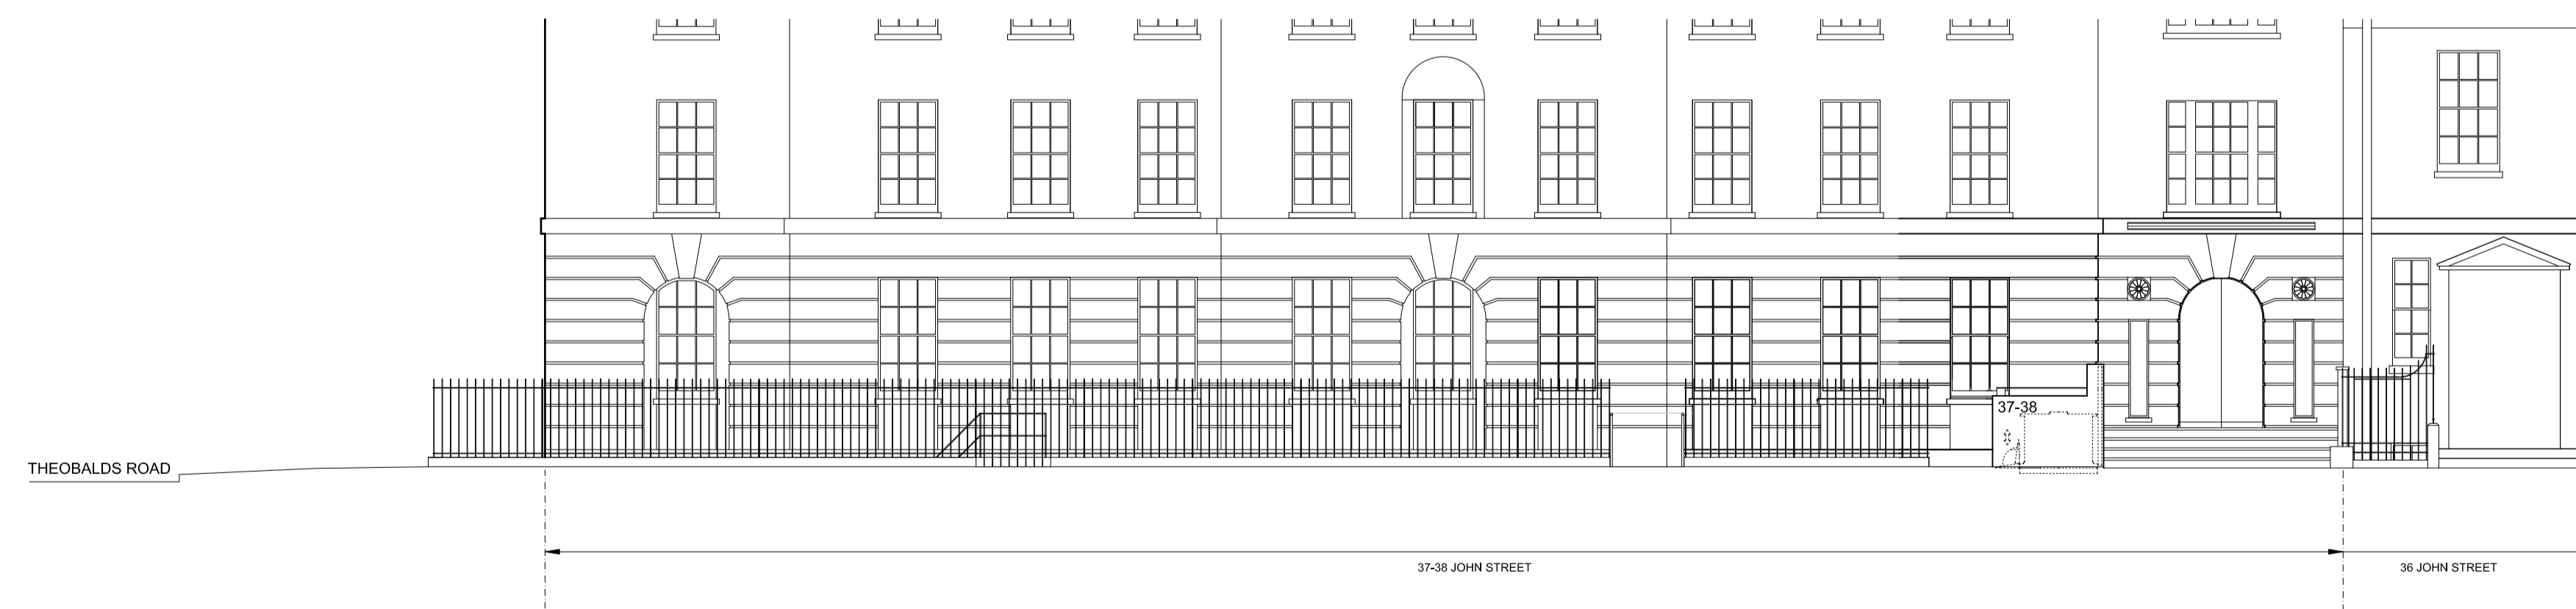 37-38
THEOBALDS ROAD
37-38 JOHN STREET
36 JOHN STREET